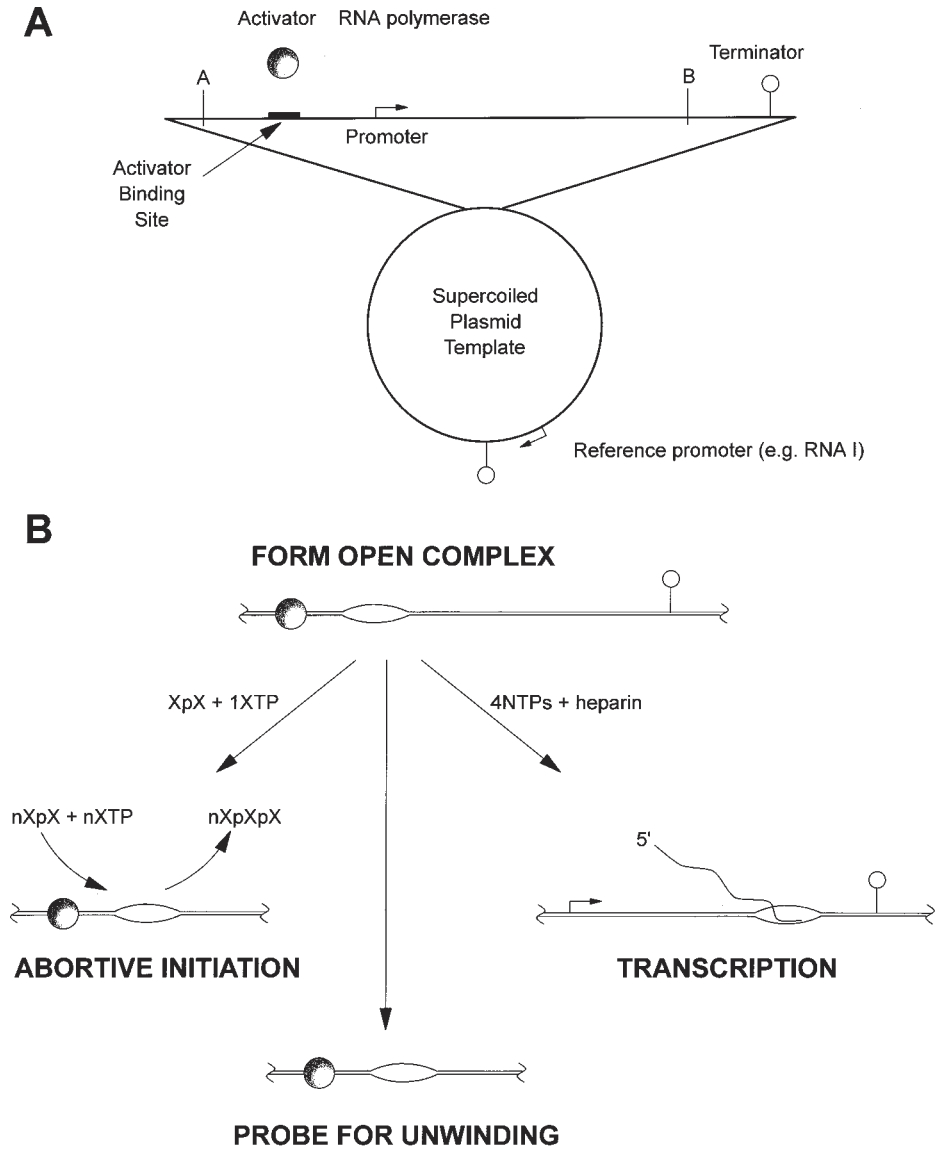 A
Activator
RNA polymerase
Terminator
A
B
Promoter
Activator
Binding
Site
Supercoiled
Plasmid
Template
Reference promoter (e.g. RNA I)
B
FORM OPEN COMPLEX
XpX + 1XTP
4NTPs + heparin
nXpX + nXTP
nXpXpX
5'
ABORTIVE INITIATION
TRANSCRIPTION
PROBE FOR UNWINDING